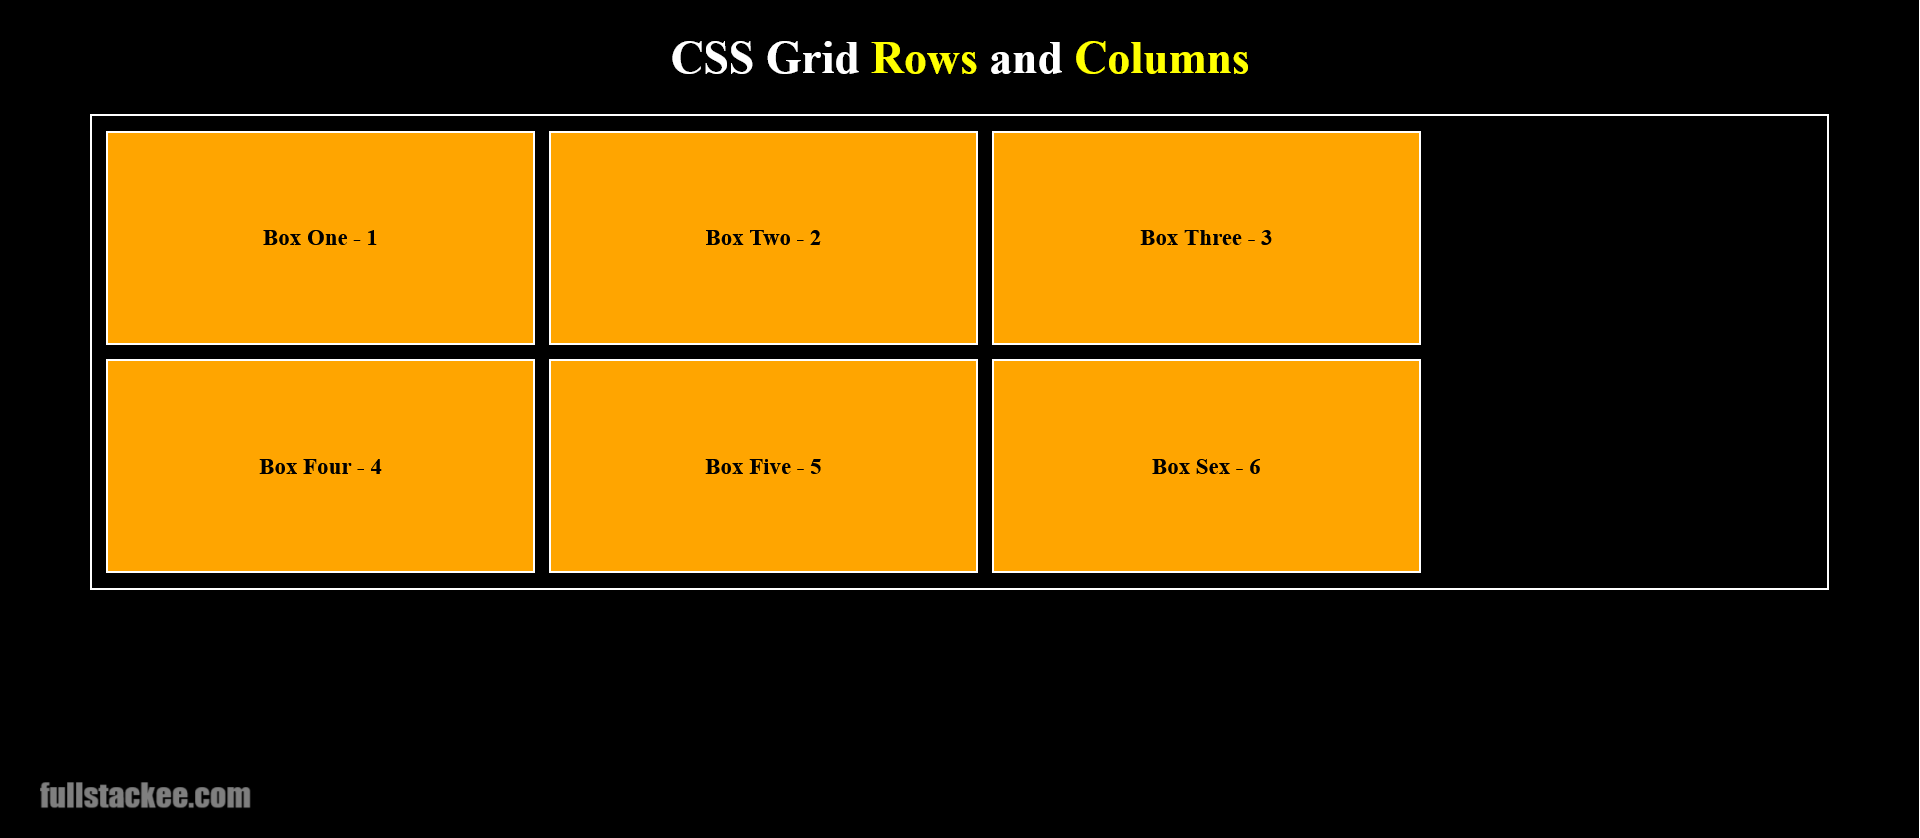 CSS Grid Rows and Columns
Box One - 1
Box Two - 2
Box Three - 3
Box Four - 4
Box Five - 5
Box Sex - 6
fullstackee.com